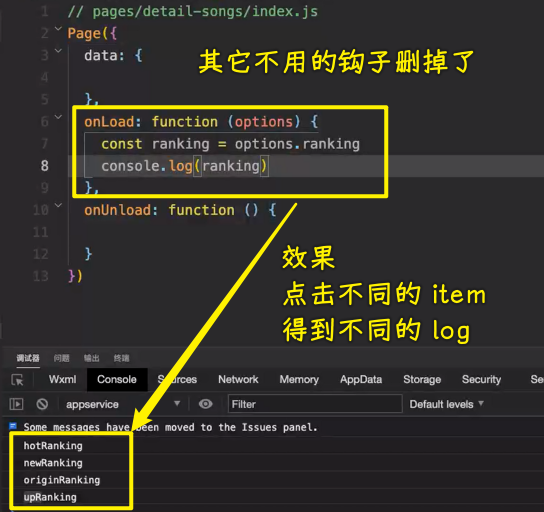 1 // pages/detail-songs/index.js
2 Page({
3 data: {
其它不用的钩子删掉了
4
5 },
6 onLoad: function (options) {
7 const ranking = options.ranking
8 console.log(ranking)
9 },
10 onUnload: function () {
11
12 }
13 })
效果
点击不同的 item
得到不同的 log
调试器 问题 输出 终端
Wxml Console Sources Network Memory AppData Storage Security Se
appservice Filter Default levels
Some messages have been moved to the Issues panel.
hotRanking
newRanking
originRanking
upRanking